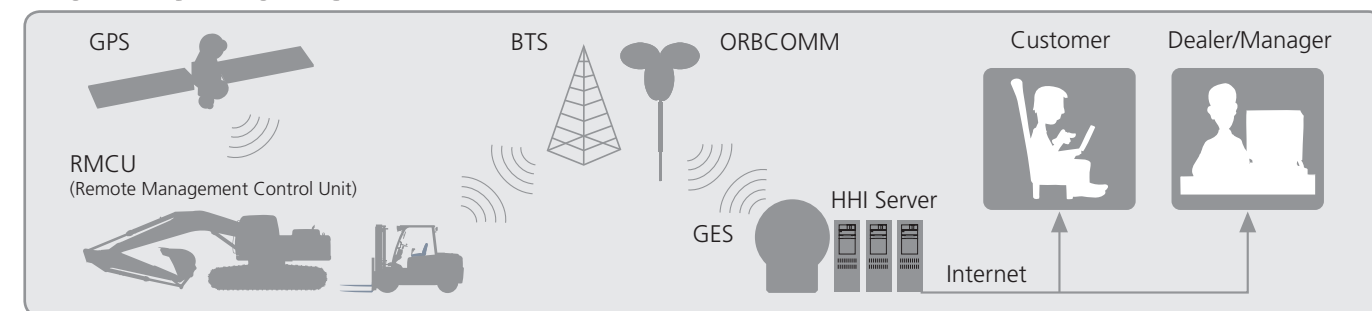 GPS
BTS
ORBCOMM
Customer
Dealer/Manager
RMCU
(Remote Management Control Unit)
HHI Server
GES
Internet